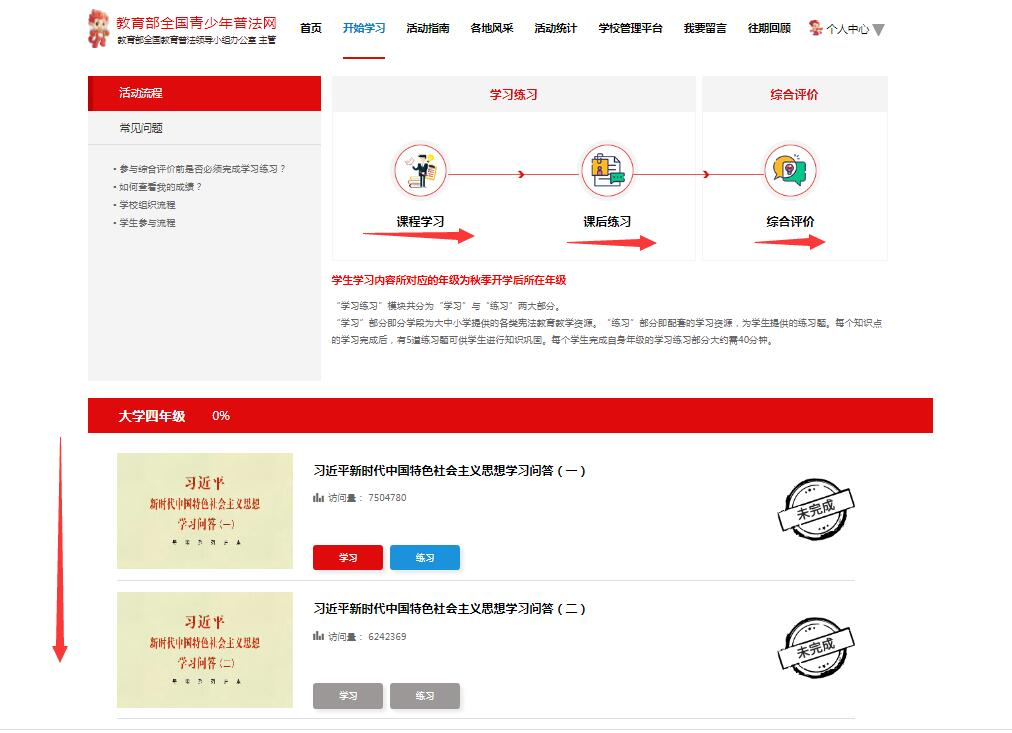 教育部全国青少年普法网
教育部全国教育普法领导小组办公室 主管
首页 开始学习 活动指南 各地风采 活动统计 学校管理平台 我要留言 往期回顾 个人中心
活动流程
常见问题
• 参与综合评价前是否必须完成学习练习？
• 如何查看我的成绩？
• 学校组织流程
• 学生参与流程
学习练习
综合评价
课程学习
课后练习
综合评价
学生学习内容所对应的年级为秋季开学后所在年级
“学习练习”模块共分为“学习”与“练习”两大部分。
“学习”部分即分学段为大中小学提供的各类宪法教育教学资源。“练习”部分即配套的学习资源，为学生提供的练习题。每个知识点
的学习完成后，有5道练习题可供学生进行知识巩固。每个学生完成自身年级的学习练习部分大约需40分钟。
大学四年级 0%
习近平
新时代中国特色社会主义思想
学习问答(一)
习近平新时代中国特色社会主义思想学习问答（一）
访问量： 7504780
学习 练习
未完成
习近平
新时代中国特色社会主义思想
学习问答(二)
习近平新时代中国特色社会主义思想学习问答（二）
访问量： 6242369
学习 练习
未完成